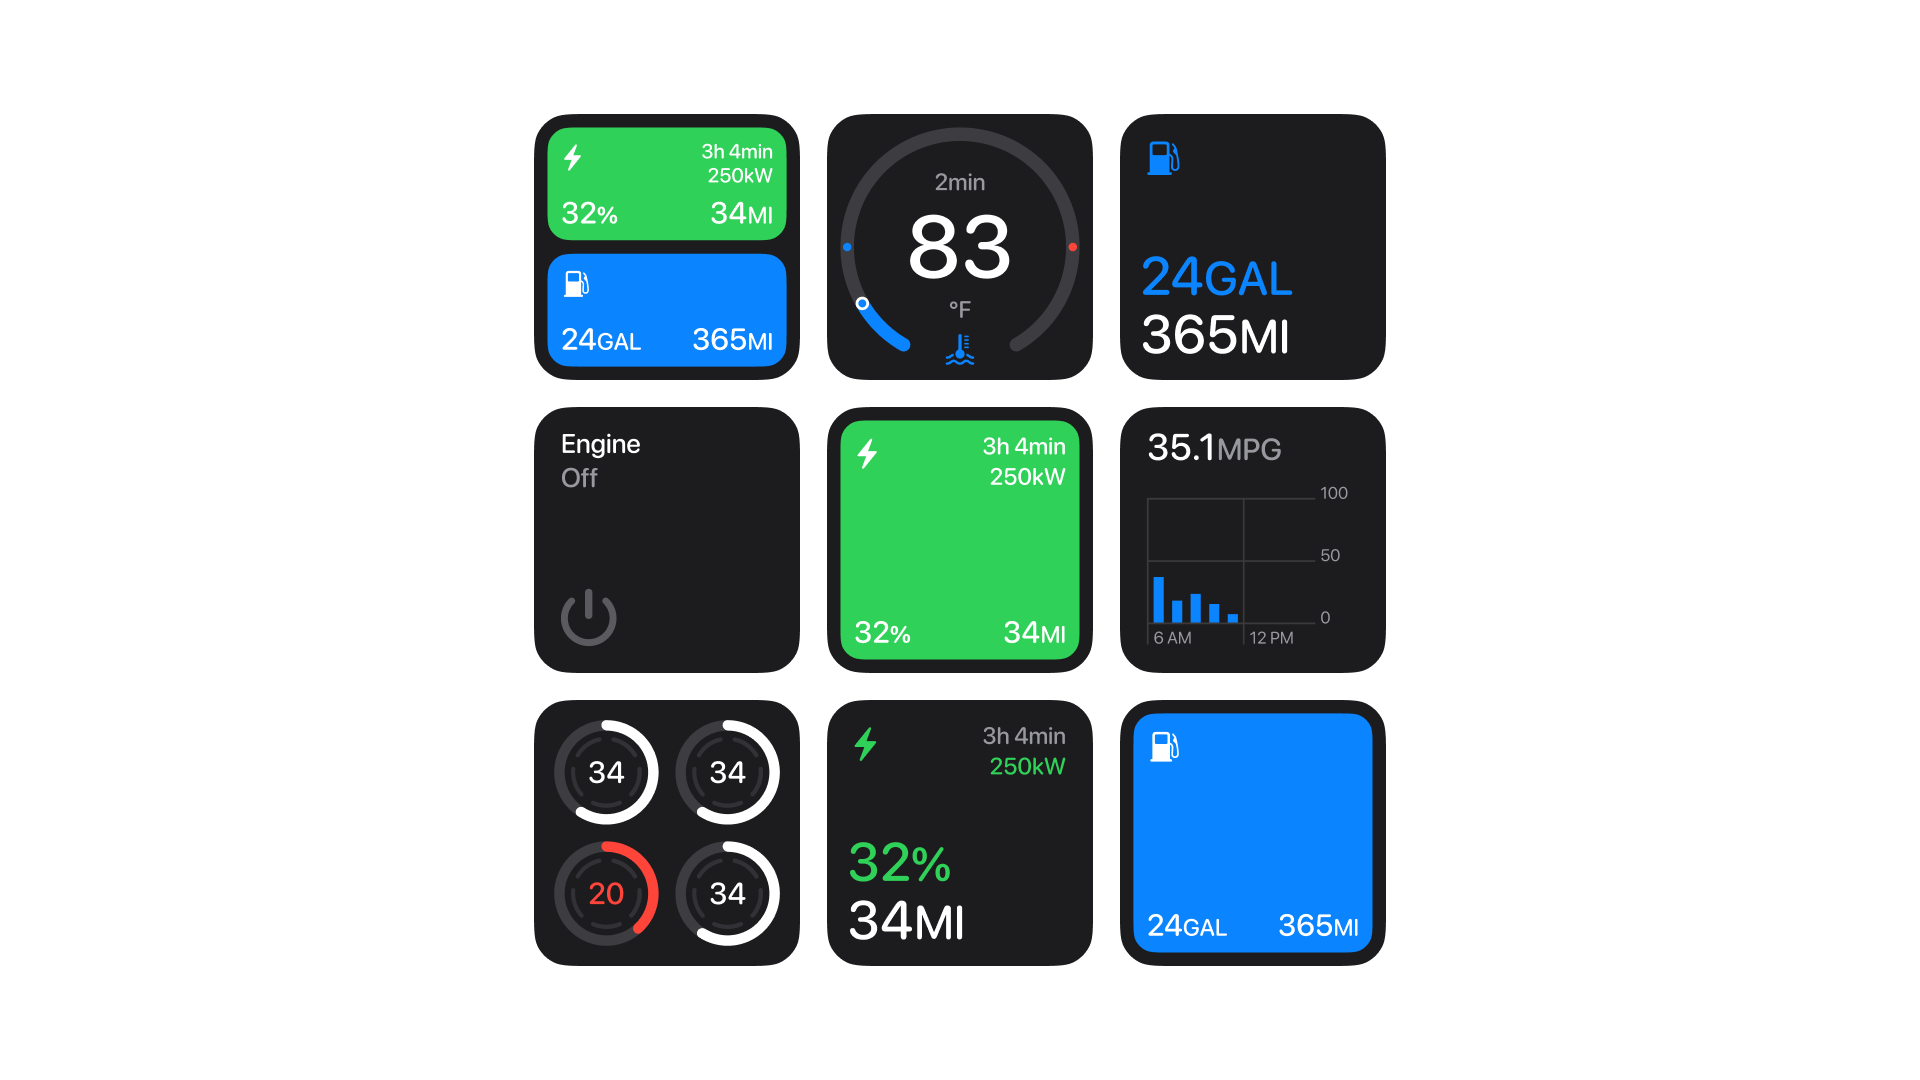 3h 4min
250kW
32% 34MI
24GAL 365MI
2min
83
°F
24GAL
365MI
Engine
Off
3h 4min
250kW
32% 34MI
35.1MPG
100
50
0
6 AM 12 PM
34 34
20 34
3h 4min
250kW
32%
34MI
24GAL 365MI